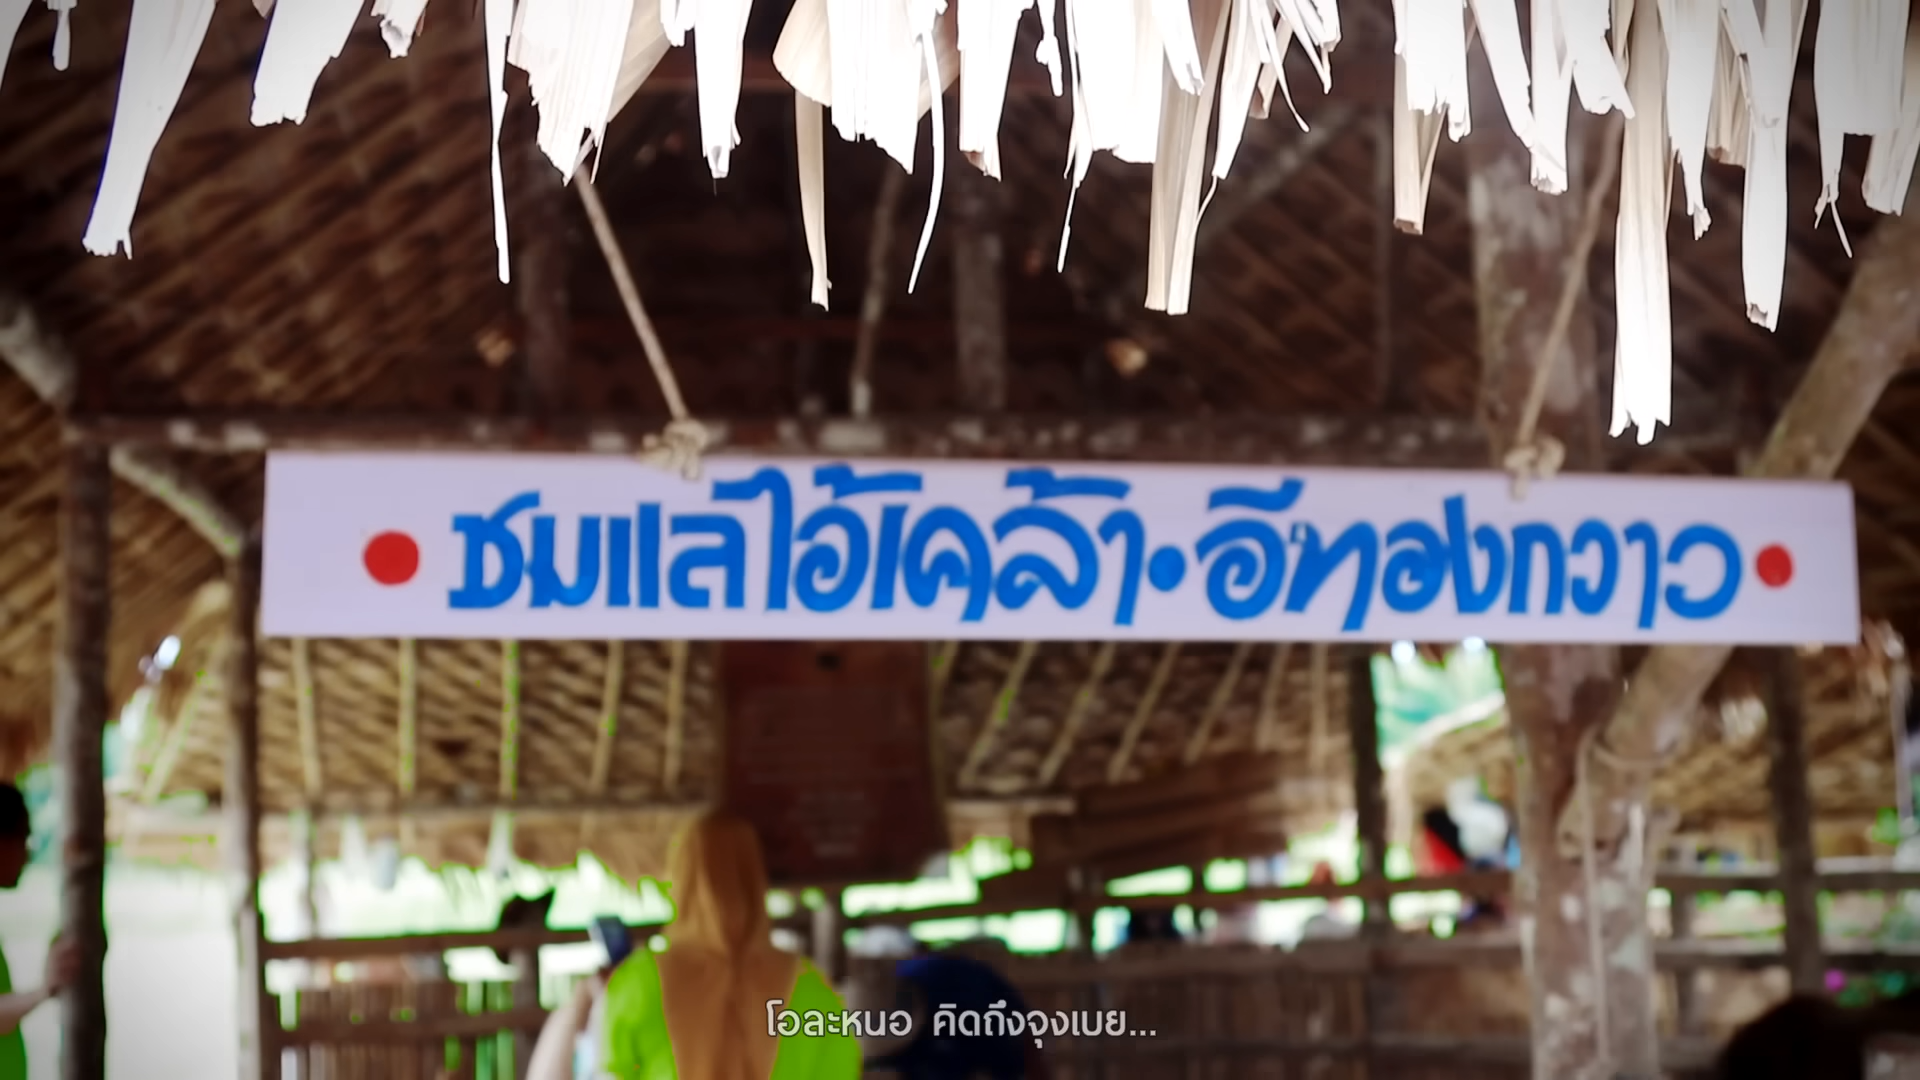 ชมแลไอ้เคล้า•อีทองกวาว
โอละหนอ คิดถึงจุงเบย...